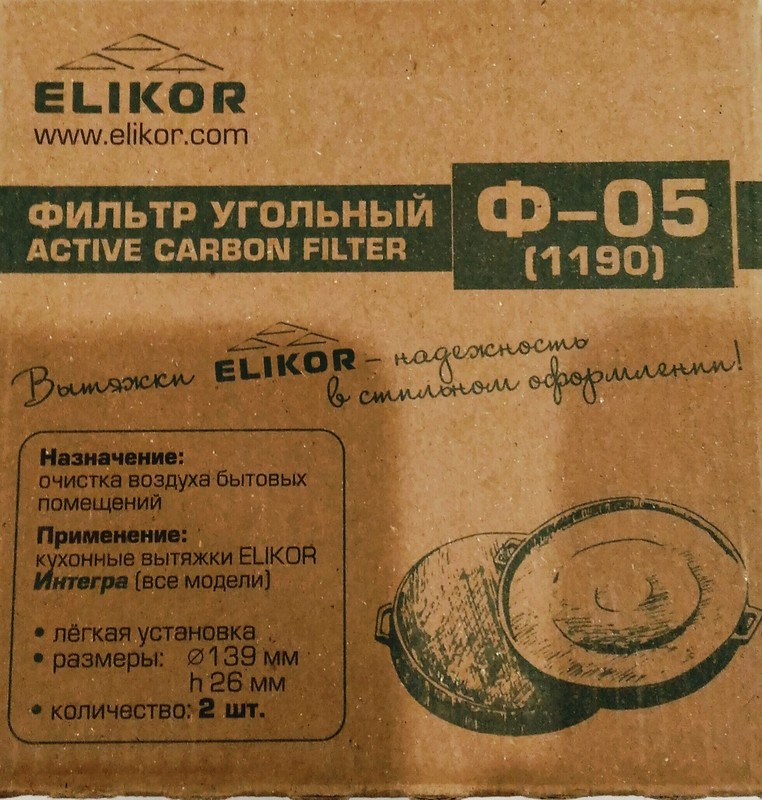 ELIKOR
www.elikor.com
ФИЛЬТР УГОЛЬНЫЙ
ACTIVE CARBON FILTER
Ф-05
(1190)
Вытяжки ELIKOR – надежность
в стильном оформлении!
Назначение:
очистка воздуха бытовых
помещений
Применение:
кухонные вытяжки ELIKOR
Интегра (все модели)
• лёгкая установка
• размеры: ⌀139 мм
h 26 мм
• количество: 2 шт.